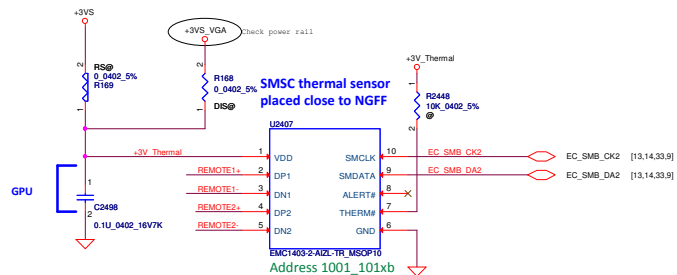 +3VS
+3VS_VGA
Check power rail
+3V_Thermal
2
RS@
0_0402_5%
R169
1
2
R168
0_0402_5%
DIS@
1
SMSC thermal sensor
placed close to NGFF
2
R2448
10K_0402_5%
@
1
U2407
+3V_Thermal
1
VDD
SMCLK
10
EC_SMB_CK2
EC_SMB_CK2 [13,14,33,9]
REMOTE1+
2
DP1
SMDATA
9
EC_SMB_DA2
EC_SMB_DA2 [13,14,33,9]
GPU
1
REMOTE1-
3
DN1
ALERT#
8
C2498
REMOTE2+
4
DP2
THERM#
7
2
0.1U_0402_16V7K
REMOTE2-
5
DN2
GND
6
EMC1403-2-AIZL-TR_MSOP10
Address 1001_101xb